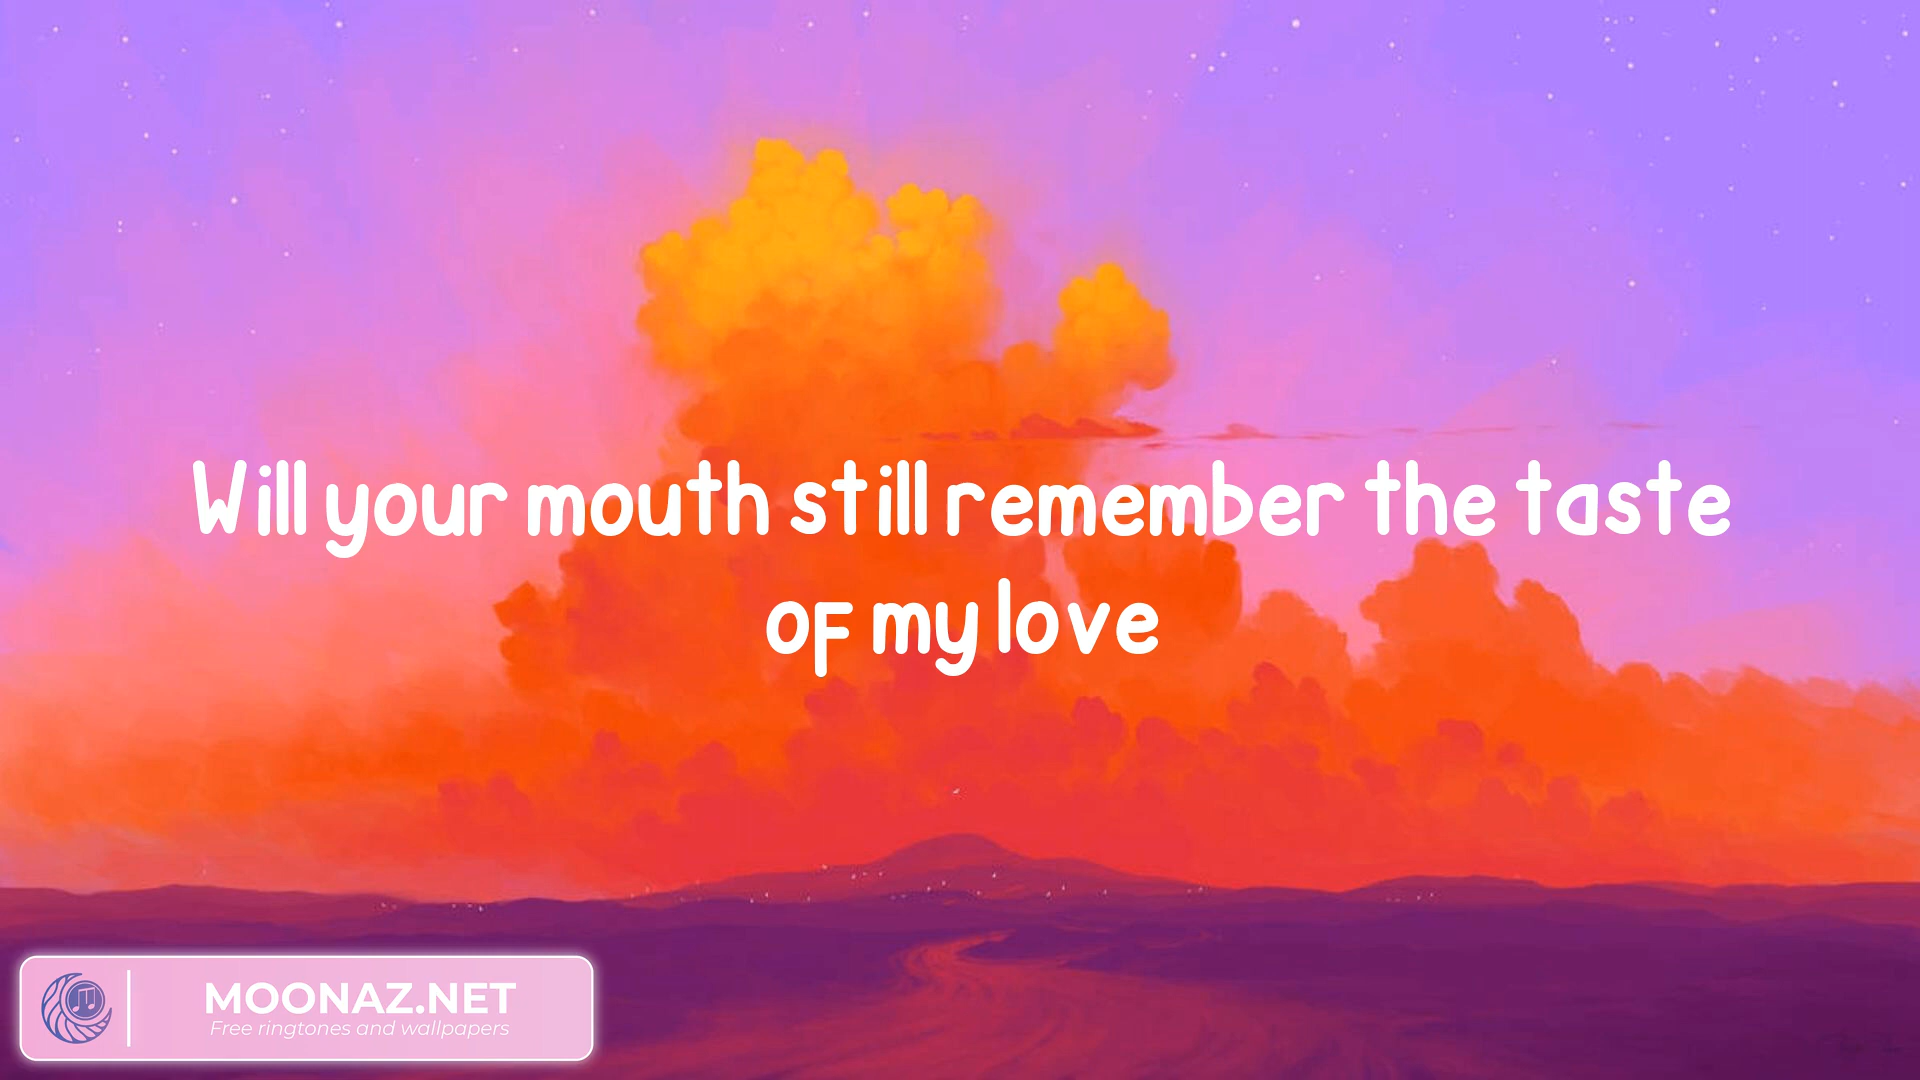 Will your mouth still remember the taste
of my love
MOONAZ.NET
Free ringtones and wallpapers